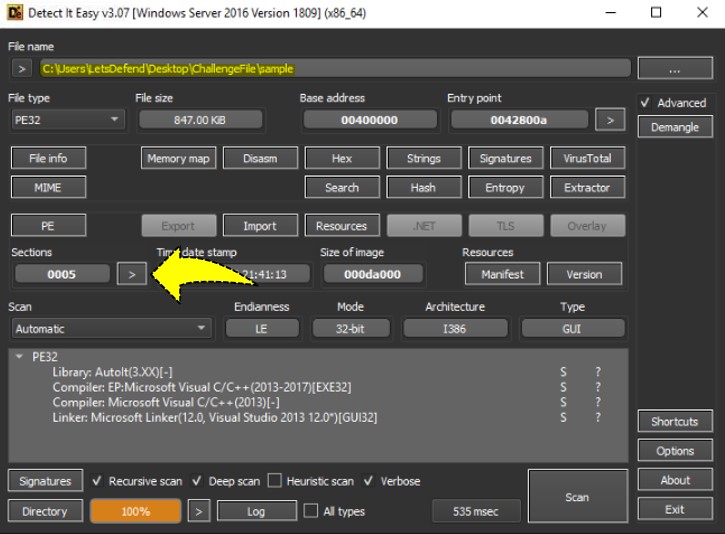 Detect It Easy v3.07 [Windows Server 2016 Version 1809] (x86_64)
File name
> C:\Users\LetsDefend\Desktop\ChallengeFile\sample ...
File type File size Base address Entry point Advanced
PE32 847.00 KiB 00400000 0042800a > Demangle
File info Memory map Disasm Hex Strings Signatures VirusTotal
MIME Search Hash Entropy Extractor
PE Export Import Resources .NET TLS Overlay
Sections Time date stamp Size of image Resources
0005 > 21:41:13 000da000 Manifest Version
Scan Endianness Mode Architecture Type
Automatic LE 32-bit I386 GUI
PE32
Library: AutoIt(3.XX)[-] S ?
Compiler: EP:Microsoft Visual C/C++(2013-2017)[EXE32] S ?
Compiler: Microsoft Visual C/C++(2013)[-] S ?
Linker: Microsoft Linker(12.0, Visual Studio 2013 12.0*)[GUI32] S ?
Shortcuts
Options
Signatures Recursive scan Deep scan Heuristic scan Verbose Scan About
Directory 100% > Log All types 535 msec Exit